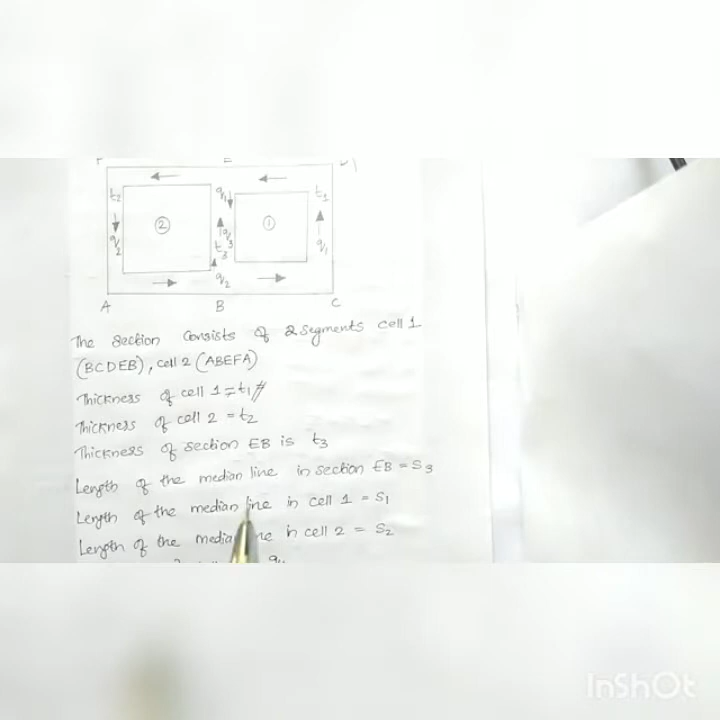 t2 q1 t1
② ①
q2 t3 q3 q1
q2
A B C
The section consists of 2 segments cell 1
(BCDEB), cell 2 (ABEFA)
Thickness of cell 1 = t1
Thickness of cell 2 = t2
Thickness of section EB is t3
Length of the median line in section EB = S3
Length of the median line in cell 1 = S1
Length of the median line in cell 2 = S2
InShOt